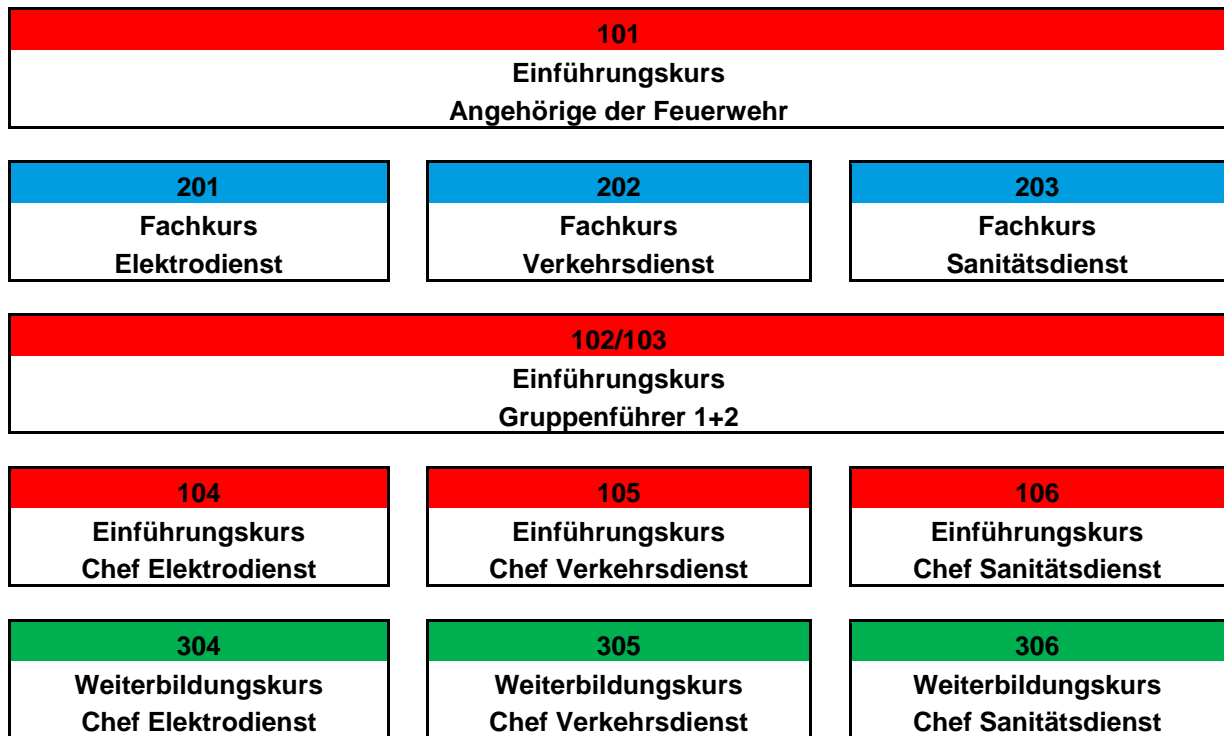 101
Einführungskurs
Angehörige der Feuerwehr
201
Fachkurs
Elektrodienst
202
Fachkurs
Verkehrsdienst
203
Fachkurs
Sanitätsdienst
102/103
Einführungskurs
Gruppenführer 1+2
104
Einführungskurs
Chef Elektrodienst
105
Einführungskurs
Chef Verkehrsdienst
106
Einführungskurs
Chef Sanitätsdienst
304
Weiterbildungskurs
Chef Elektrodienst
305
Weiterbildungskurs
Chef Verkehrsdienst
306
Weiterbildungskurs
Chef Sanitätsdienst